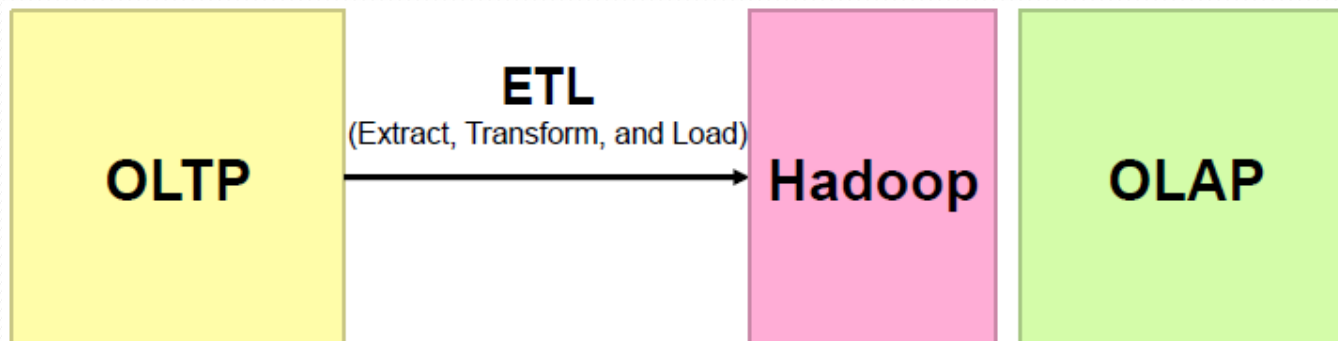 ETL
(Extract, Transform, and Load)
OLTP
Hadoop
OLAP